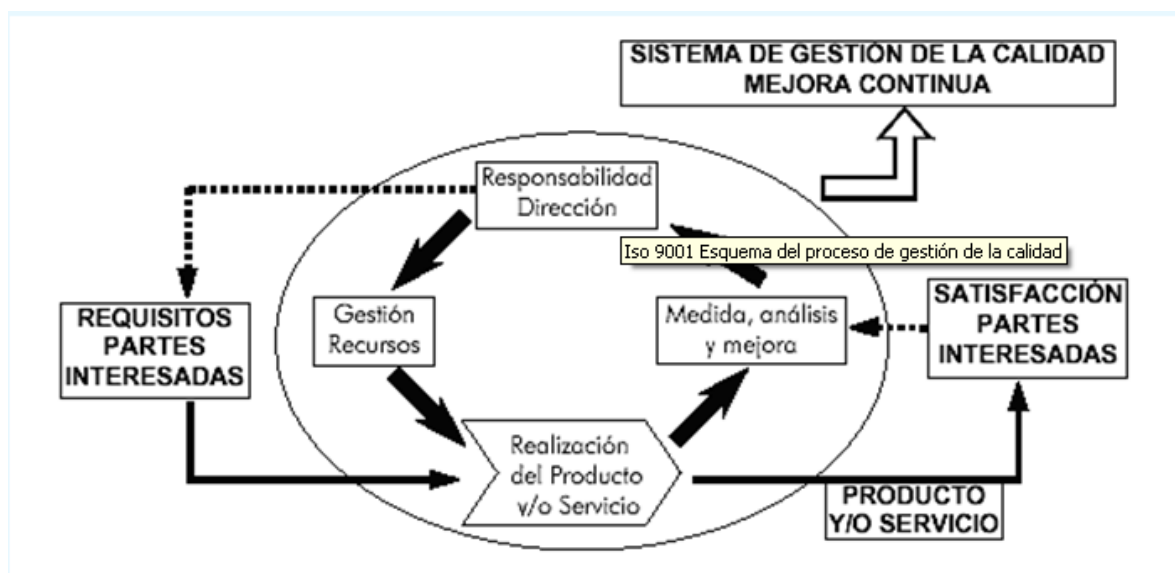 SISTEMA DE GESTIÓN DE LA CALIDAD
MEJORA CONTINUA
Responsabilidad
Dirección
Iso 9001 Esquema del proceso de gestión de la calidad
REQUISITOS
PARTES
INTERESADAS
Gestión
Recursos
Medida, análisis
y mejora
SATISFACCIÓN
PARTES
INTERESADAS
Realización
del Producto
y/o Servicio
PRODUCTO
Y/O SERVICIO